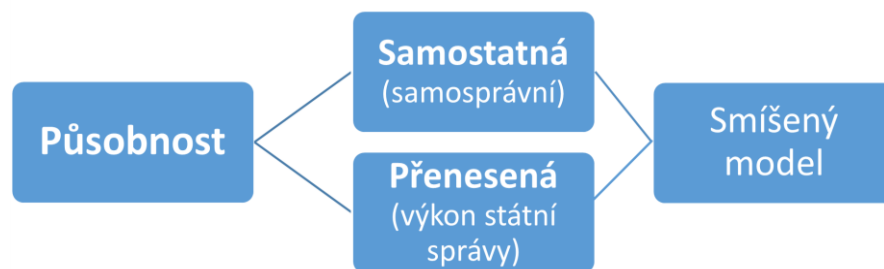 Působnost
Samostatná
(samosprávní)
Přenesená
(výkon státní
správy)
Smíšený
model